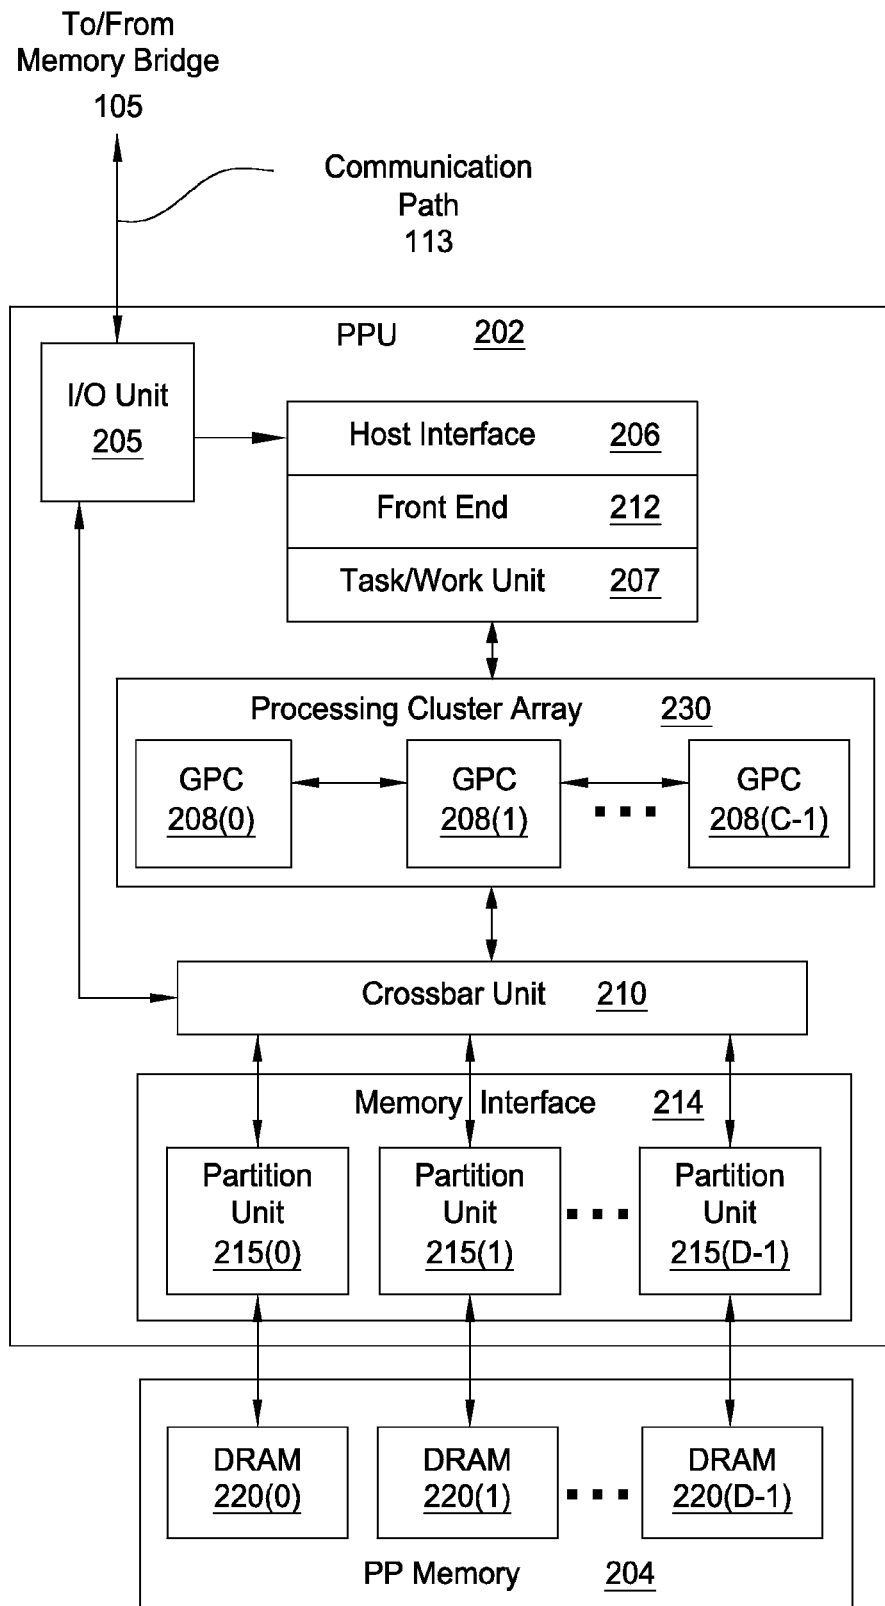 To/From
Memory Bridge
105
Communication
Path
113
PPU 202
I/O Unit
205
Host Interface 206
Front End 212
Task/Work Unit 207
Processing Cluster Array 230
GPC
208(0)
GPC
208(1)
GPC
208(C-1)
Crossbar Unit 210
Memory Interface 214
Partition
Unit
215(0)
Partition
Unit
215(1)
Partition
Unit
215(D-1)
DRAM
220(0)
DRAM
220(1)
DRAM
220(D-1)
PP Memory 204